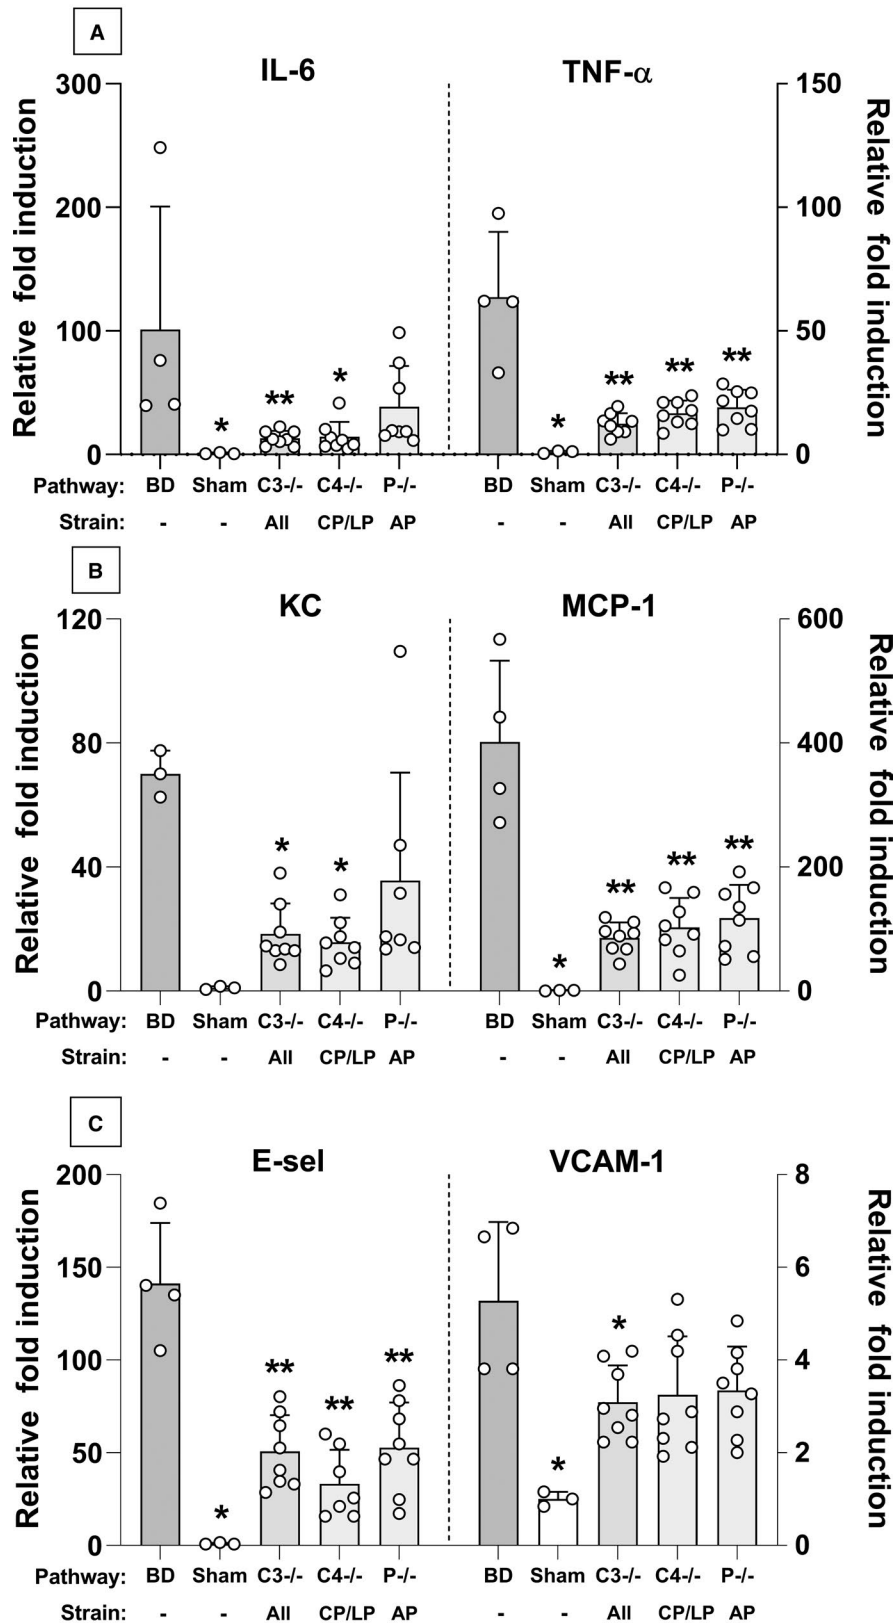 A
IL-6 TNF-α
300 150
** ** **
200 100
* * *
100 50
**
0 0
Relative fold induction
Relative fold induction
Pathway: BD Sham C3-/- C4-/- P-/- BD Sham C3-/- C4-/- P-/-
Strain: - - All CP/LP AP - - All CP/LP AP
B
KC MCP-1
120 600
80 400
* * ** ** **
40 200
*
0 0
Relative fold induction
Relative fold induction
Pathway: BD Sham C3-/- C4-/- P-/- BD Sham C3-/- C4-/- P-/-
Strain: - - All CP/LP AP - - All CP/LP AP
C
E-sel VCAM-1
200 8
150 6
** ** ** *
100 4
50 2
* *
0 0
Relative fold induction
Relative fold induction
Pathway: BD Sham C3-/- C4-/- P-/- BD Sham C3-/- C4-/- P-/-
Strain: - - All CP/LP AP - - All CP/LP AP